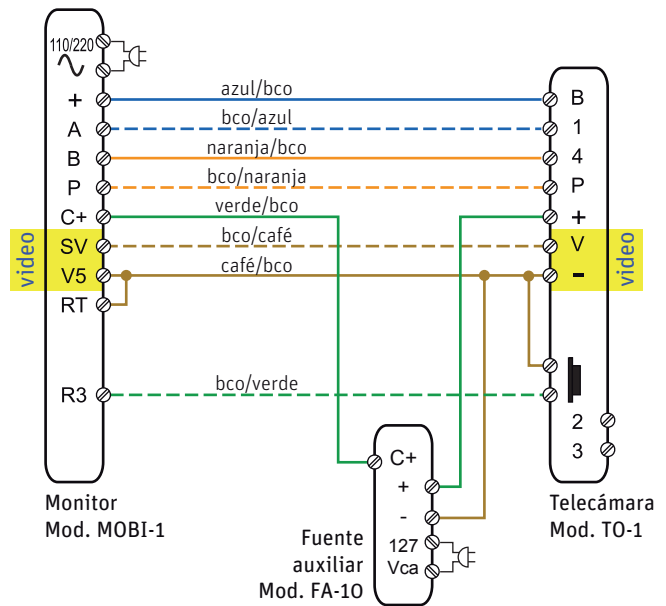 110/220
+
azul/bco
B
A
bco/azul
1
B
naranja/bco
4
P
bco/naranja
P
C+
verde/bco
+
video
SV
bco/café
V
video
V5
café/bco
-
RT
R3
bco/verde
2
3
C+
+
-
127
Vca
Monitor
Mod. MOBI-1
Fuente
auxiliar
Mod. FA-10
Telecámara
Mod. TO-1